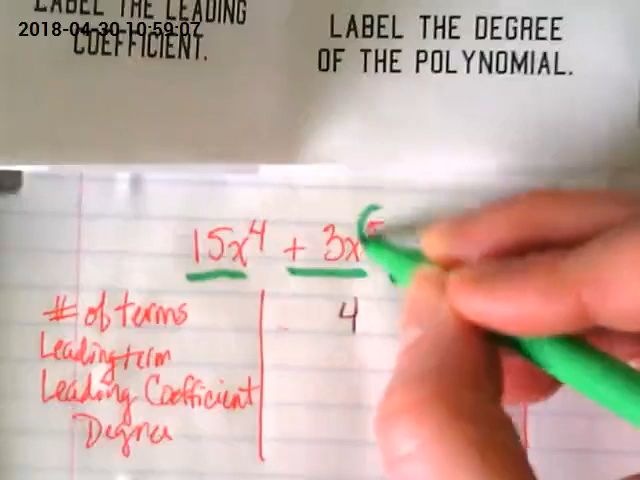 LABEL THE LEADING
COEFFICIENT.
2018-04-30 10:59:07
LABEL THE DEGREE
OF THE POLYNOMIAL.
15x⁴ + 3x⁵
# of terms 4
Leading term
Leading Coefficient
Degree